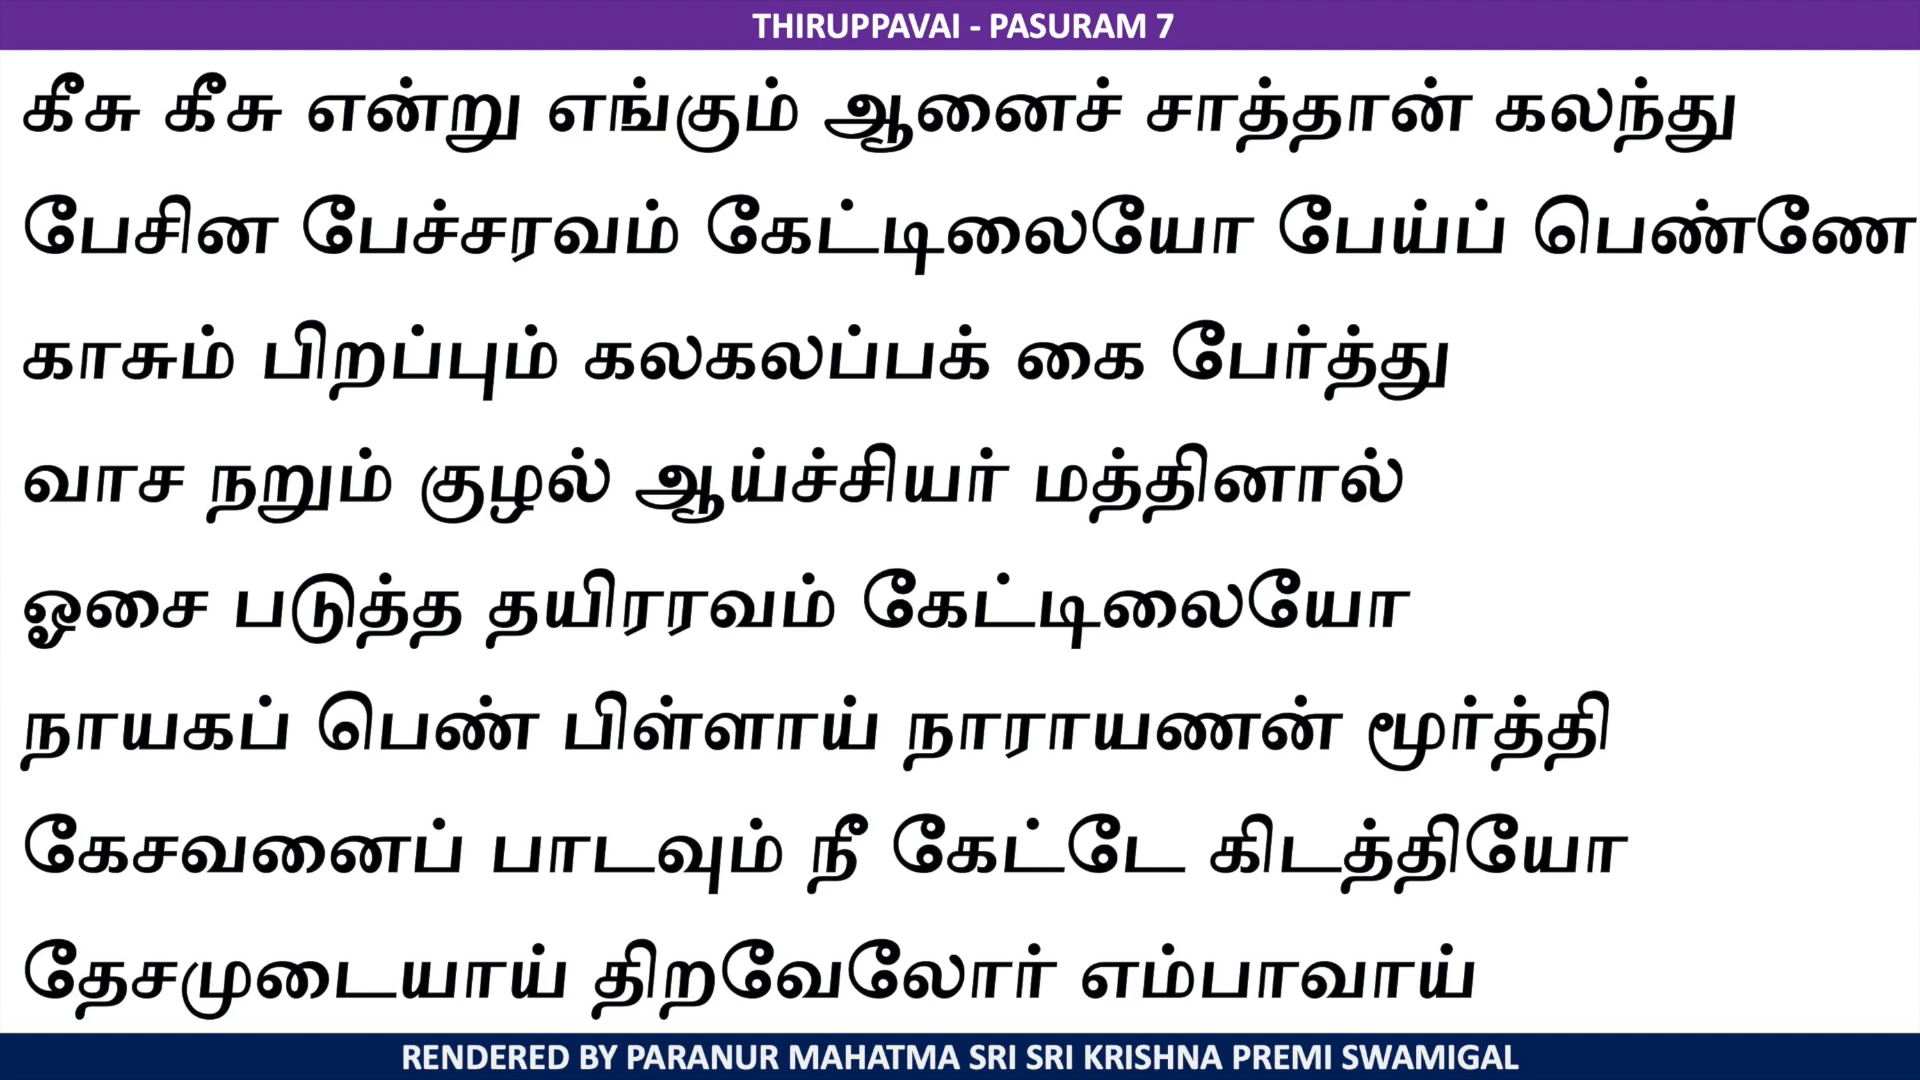 THIRUPPAVAI - PASURAM 7
கீசு கீசு என்று எங்கும் ஆனைச் சாத்தான் கலந்து
பேசின பேச்சரவம் கேட்டிலையோ பேய்ப் பெண்ணே
காசும் பிறப்பும் கலகலப்பக் கை பேர்த்து
வாச நறும் குழல் ஆய்ச்சியர் மத்தினால்
ஓசை படுத்த தயிரரவம் கேட்டிலையோ
நாயகப் பெண் பிள்ளாய் நாராயணன் மூர்த்தி
கேசவனைப் பாடவும் நீ கேட்டே கிடத்தியோ
தேசமுடையாய் திறவேலோர் எம்பாவாய்
RENDERED BY PARANUR MAHATMA SRI SRI KRISHNA PREMI SWAMIGAL